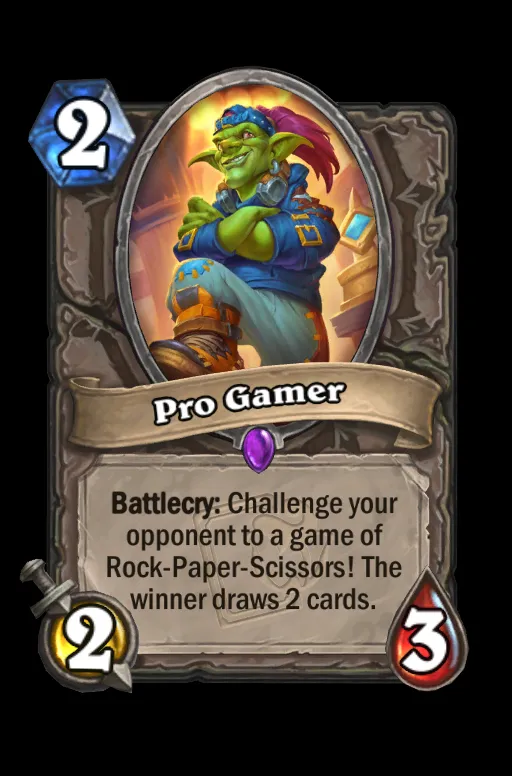 2
Pro Gamer
Battlecry: Challenge your
opponent to a game of
Rock-Paper-Scissors! The
winner draws 2 cards.
2
3